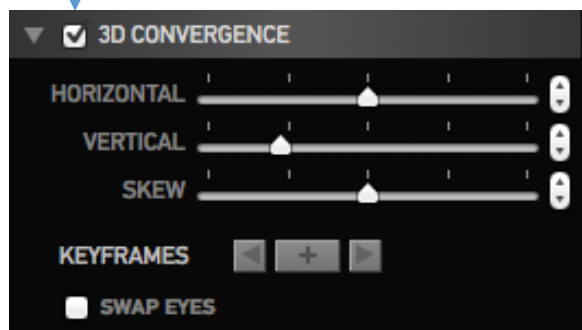 3D CONVERGENCE
HORIZONTAL
VERTICAL
SKEW
KEYFRAMES +
SWAP EYES